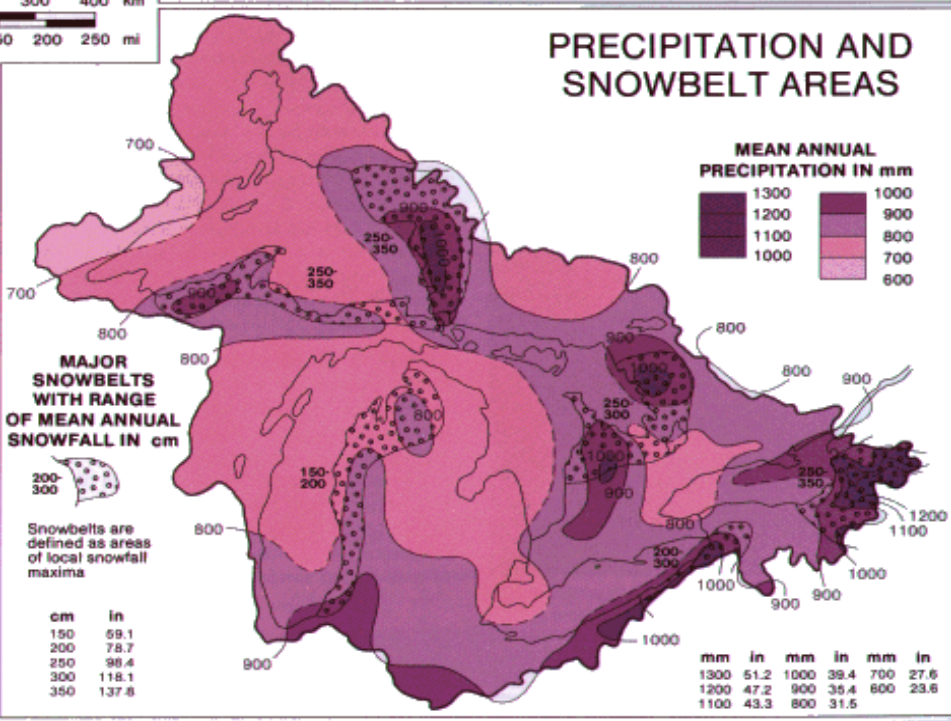 300 400 km
200 250 mi
PRECIPITATION AND
SNOWBELT AREAS
MEAN ANNUAL
PRECIPITATION IN mm
1300
1200
1100
1000
1000
900
800
700
600
700
900
250-
350
250-
350
800
700
900
800
800
900
800
800
900
1000
250-
300
800
150-
200
1000
900
250-
350
800
800
1200
1100
200-
300
1000
1000
900
900
1000
900
MAJOR
SNOWBELTS
WITH RANGE
OF MEAN ANNUAL
SNOWFALL IN cm
200-
300
Snowbelts are
defined as areas
of local snowfall
maxima
cm in
150 59.1
200 78.7
250 98.4
300 118.1
350 137.8
mm in mm in mm in
1300 51.2 1000 39.4 700 27.6
1200 47.2 900 35.4 600 23.6
1100 43.3 800 31.5